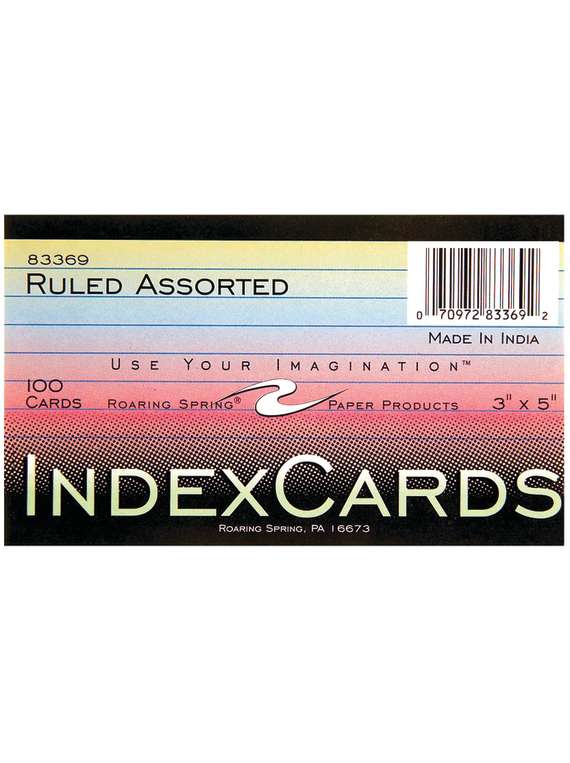 83369
RULED ASSORTED
0 70972 83369 2
MADE IN INDIA
USE YOUR IMAGINATION™
100
CARDS
ROARING SPRING® PAPER PRODUCTS 3" X 5"
INDEXCARDS
ROARING SPRING, PA 16673